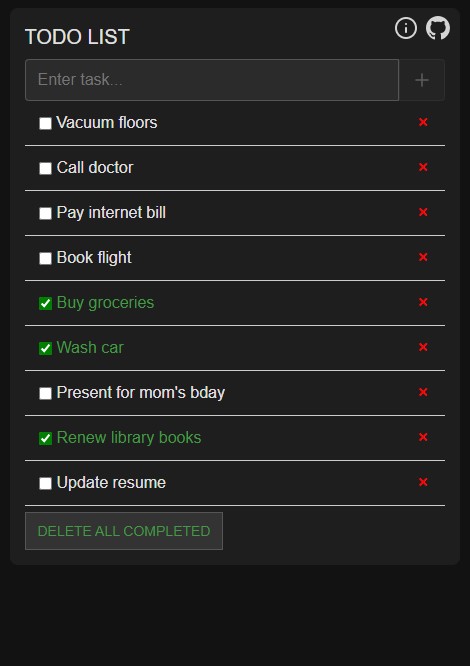 TODO LIST
Enter task...
Vacuum floors
Call doctor
Pay internet bill
Book flight
Buy groceries
Wash car
Present for mom's bday
Renew library books
Update resume
DELETE ALL COMPLETED